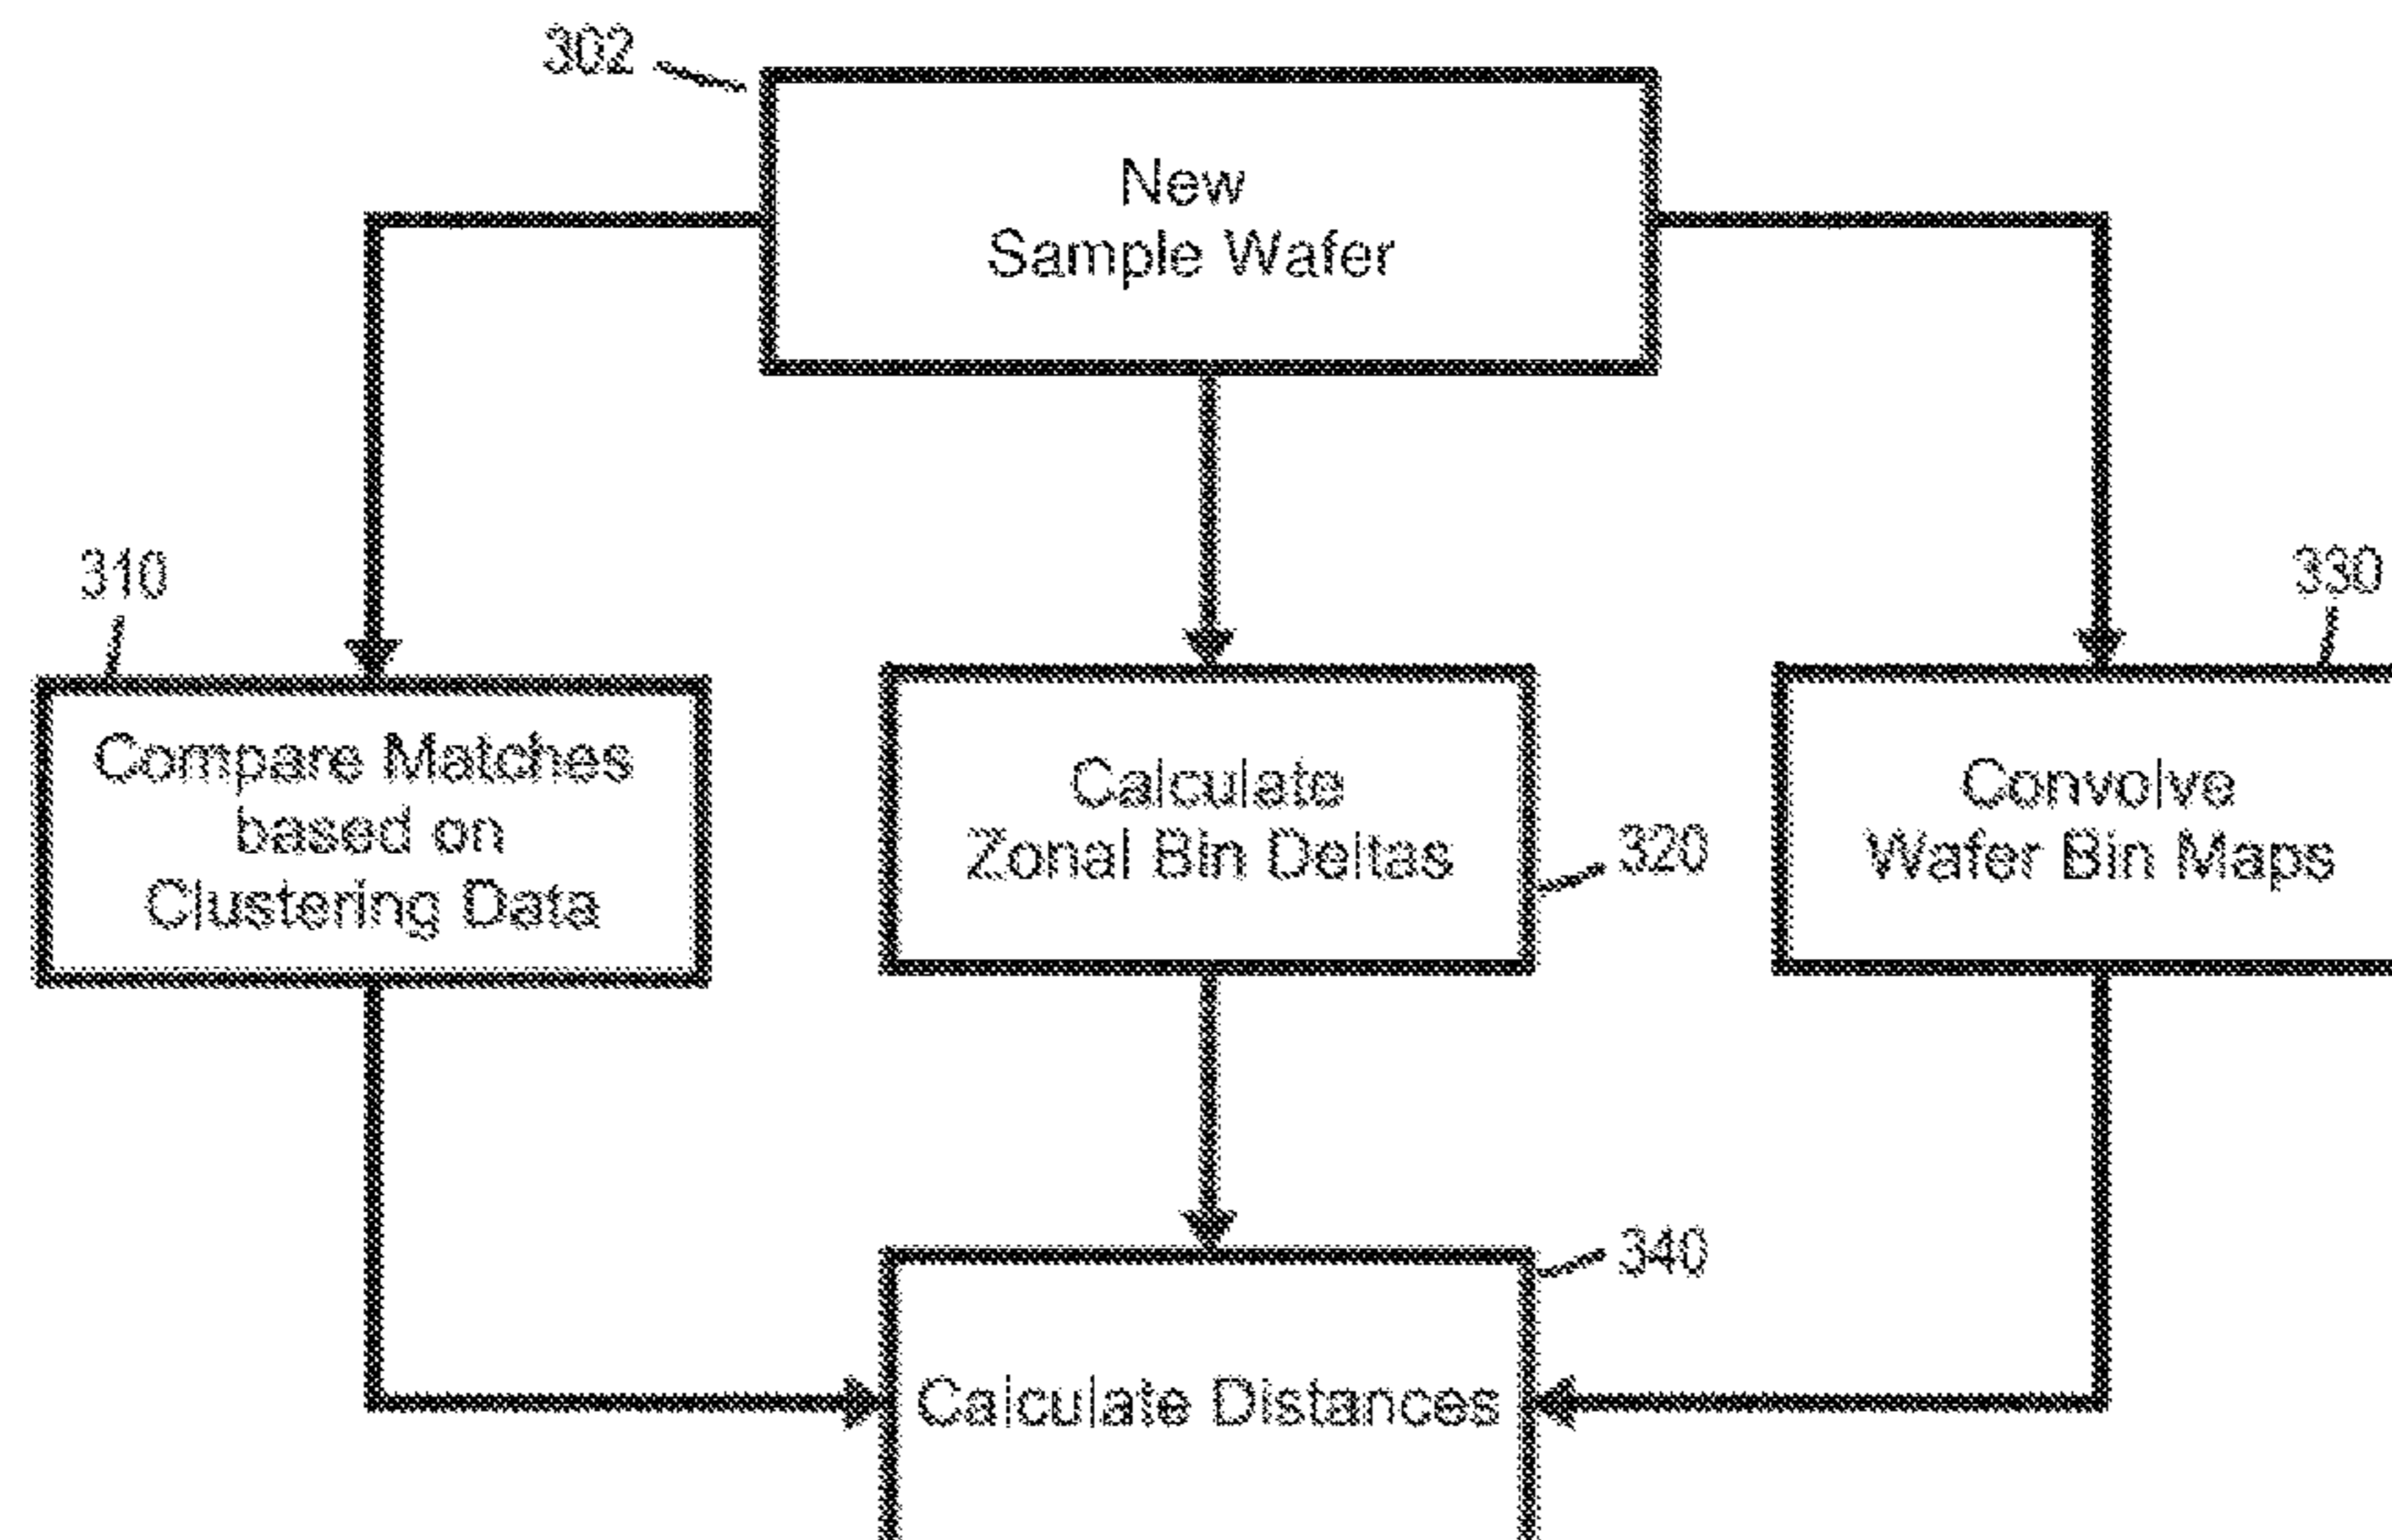 302
New
Sample Wafer
310
Compare Matches
based on
Clustering Data
Calculate
Zonal Bin Deltas
320
330
Convolve
Wafer Bin Maps
340
Calculate Distances